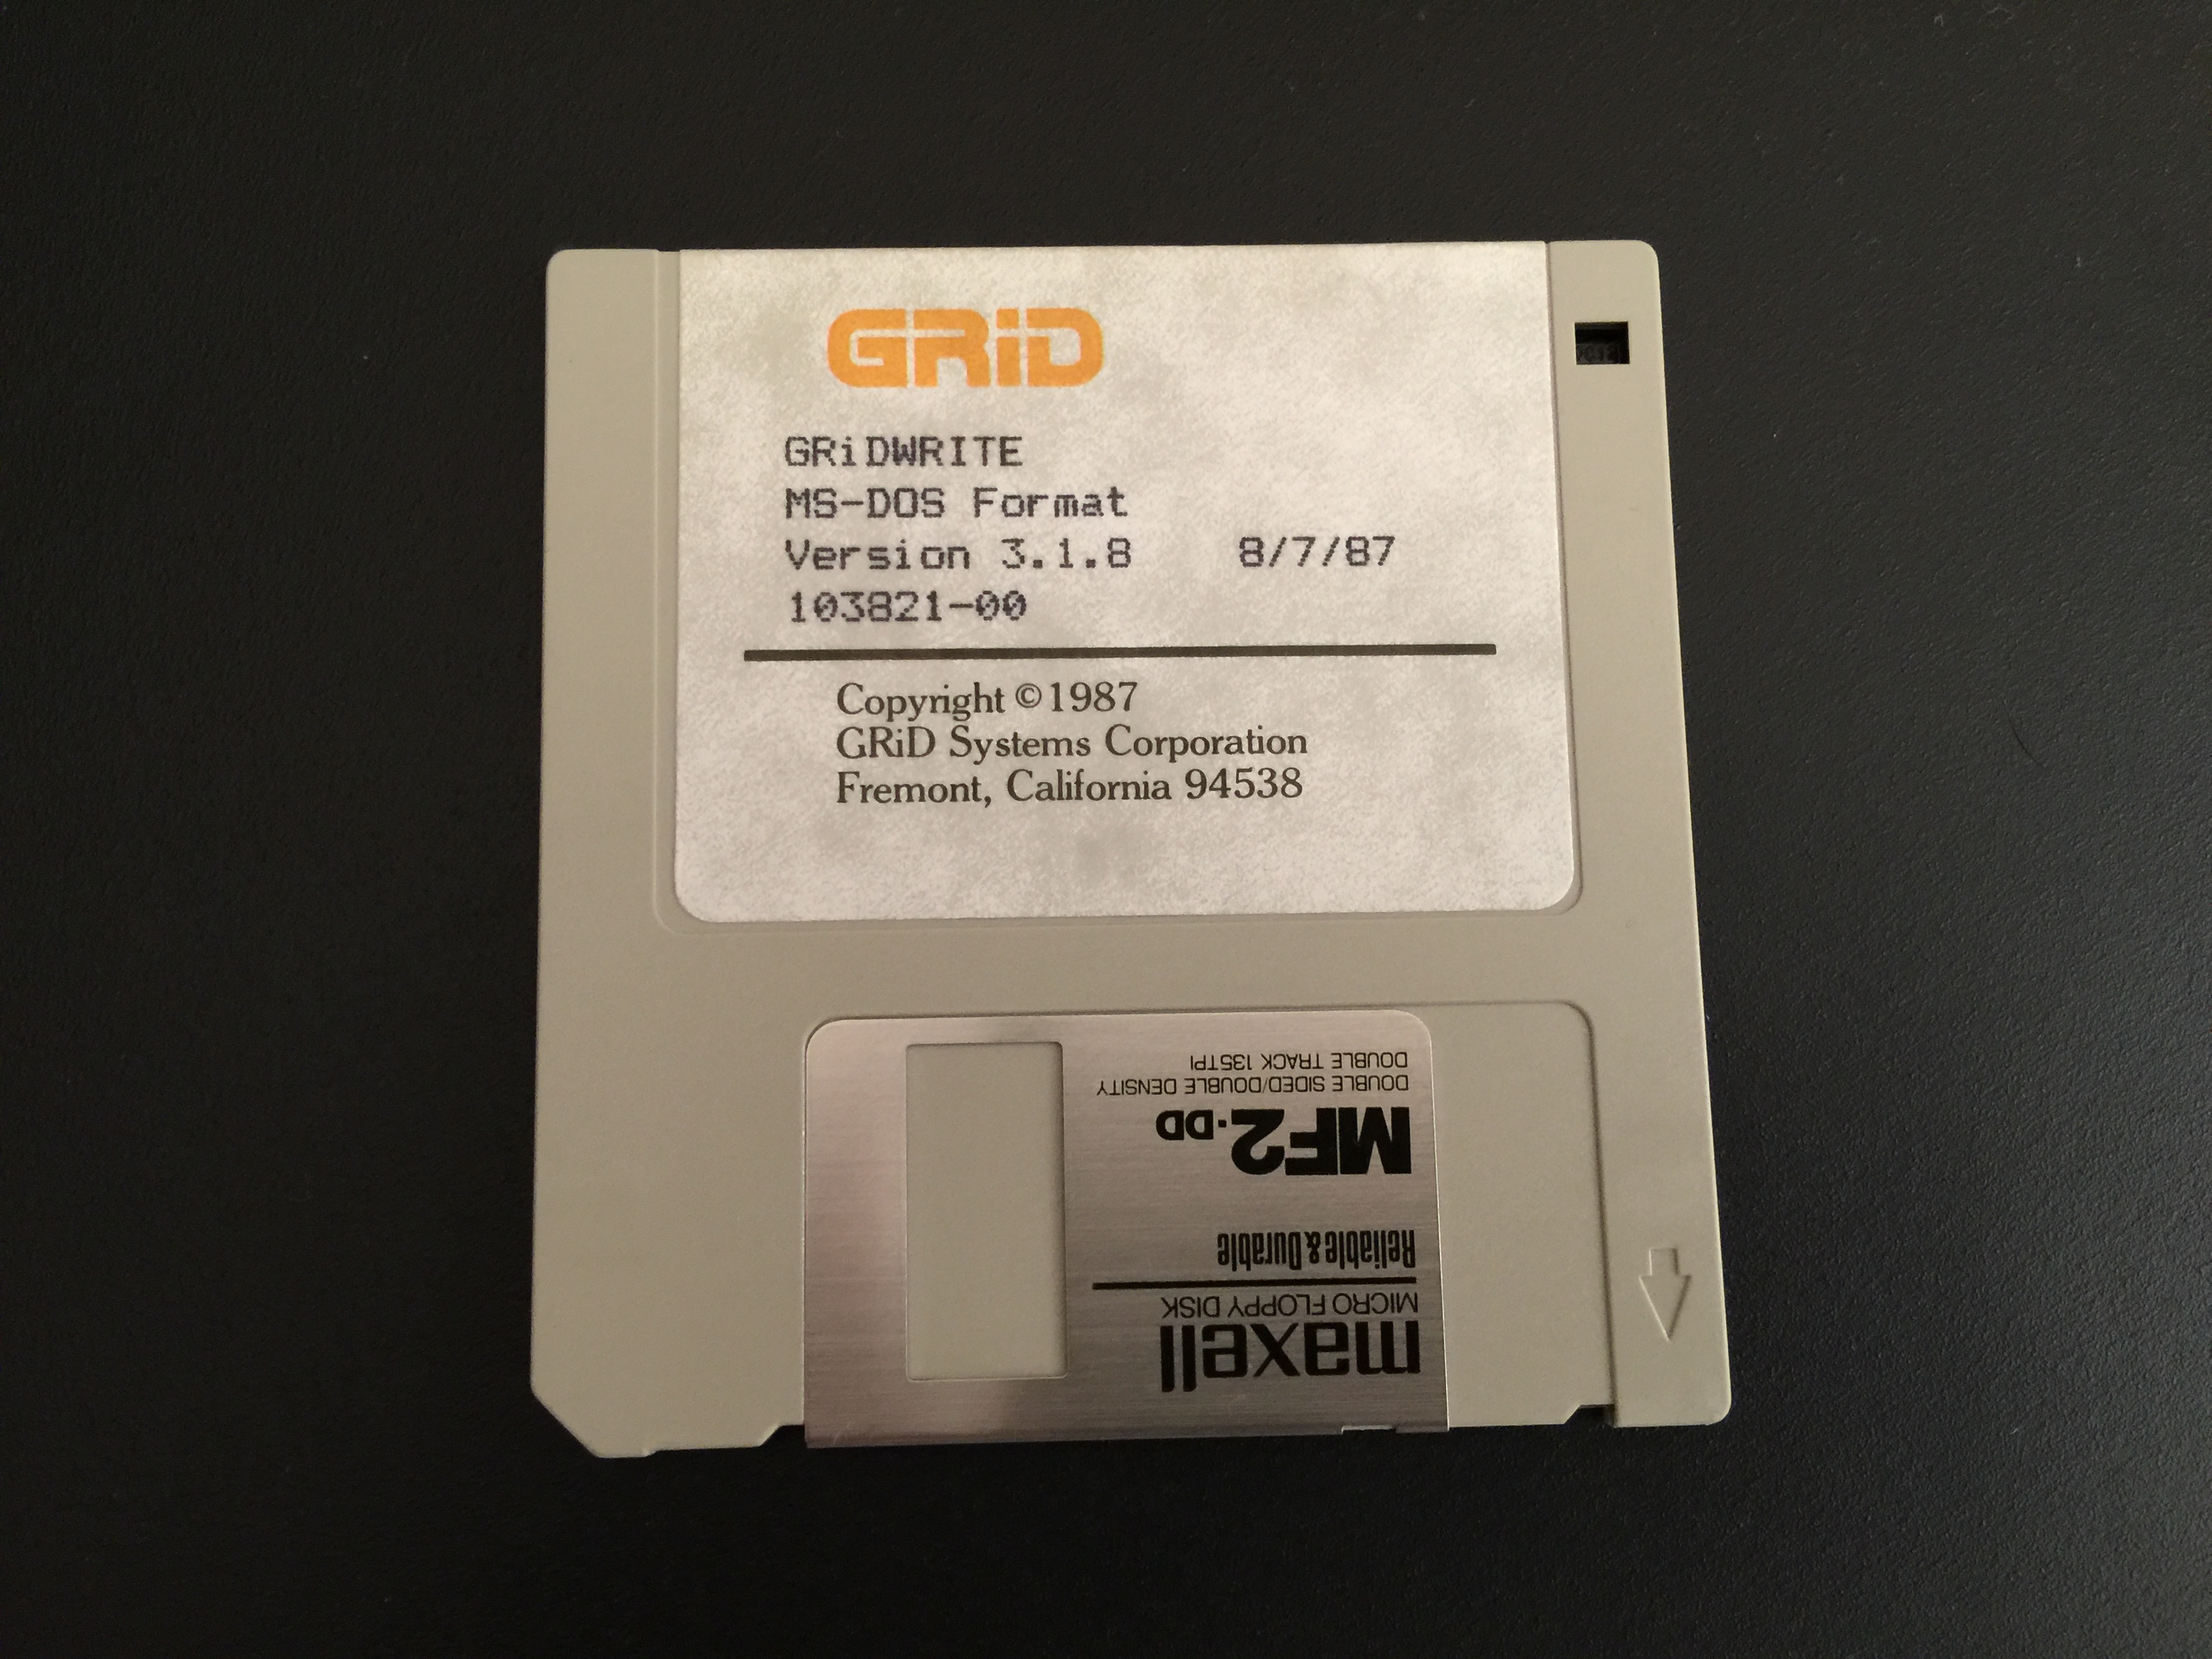 GRiD
GRiDWRITE
MS-DOS Format
Version 3.1.8 8/7/87
103821-00
Copyright ©1987
GRiD Systems Corporation
Fremont, California 94538
maxell
MICRO FLOPPY DISK
Reliable & Durable
MF2·DD
DOUBLE SIDED/DOUBLE DENSITY
DOUBLE TRACK 135TPI